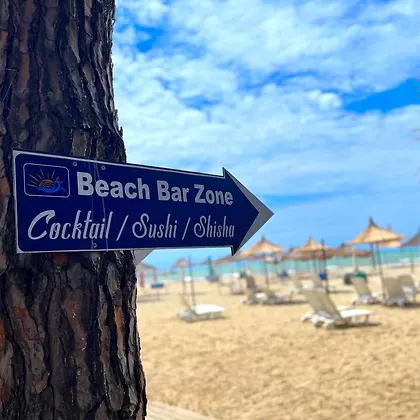 Beach Bar Zone
Cocktail / Sushi / Shisha